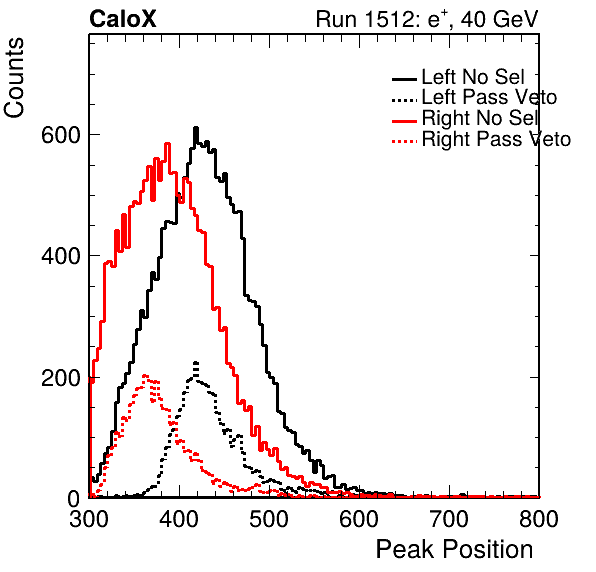 CaloX Run 1512: e+, 40 GeV
Counts
Left No Sel
Left Pass Veto
Right No Sel
Right Pass Veto
600
400
200
0
300 400 500 600 700 800
Peak Position